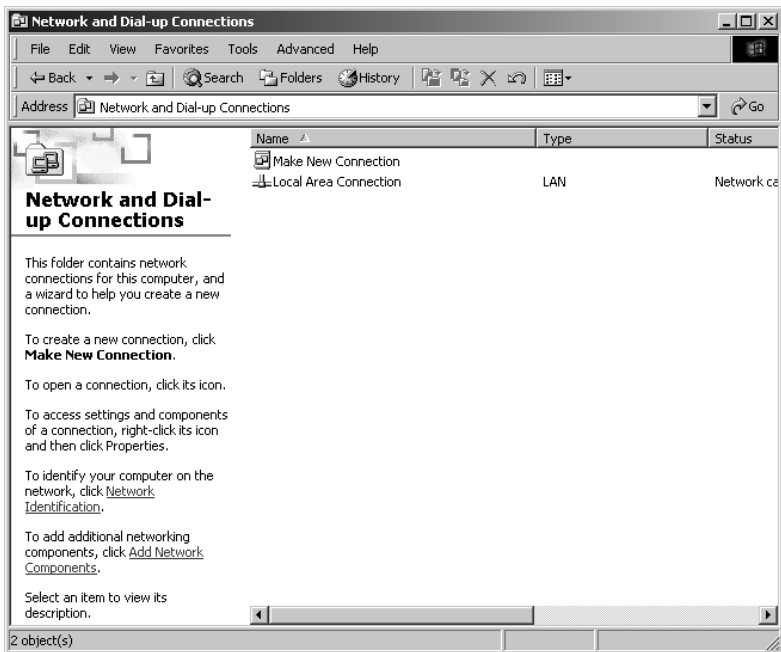 Network and Dial-up Connections
File Edit View Favorites Tools Advanced Help
Back Search Folders History
Address Network and Dial-up Connections Go
Name Type Status
Make New Connection
Local Area Connection LAN Network ca
Network and Dial-
up Connections
This folder contains network
connections for this computer, and
a wizard to help you create a new
connection.
To create a new connection, click
Make New Connection.
To open a connection, click its icon.
To access settings and components
of a connection, right-click its icon
and then click Properties.
To identify your computer on the
network, click Network
Identification.
To add additional networking
components, click Add Network
Components.
Select an item to view its
description.
2 object(s)